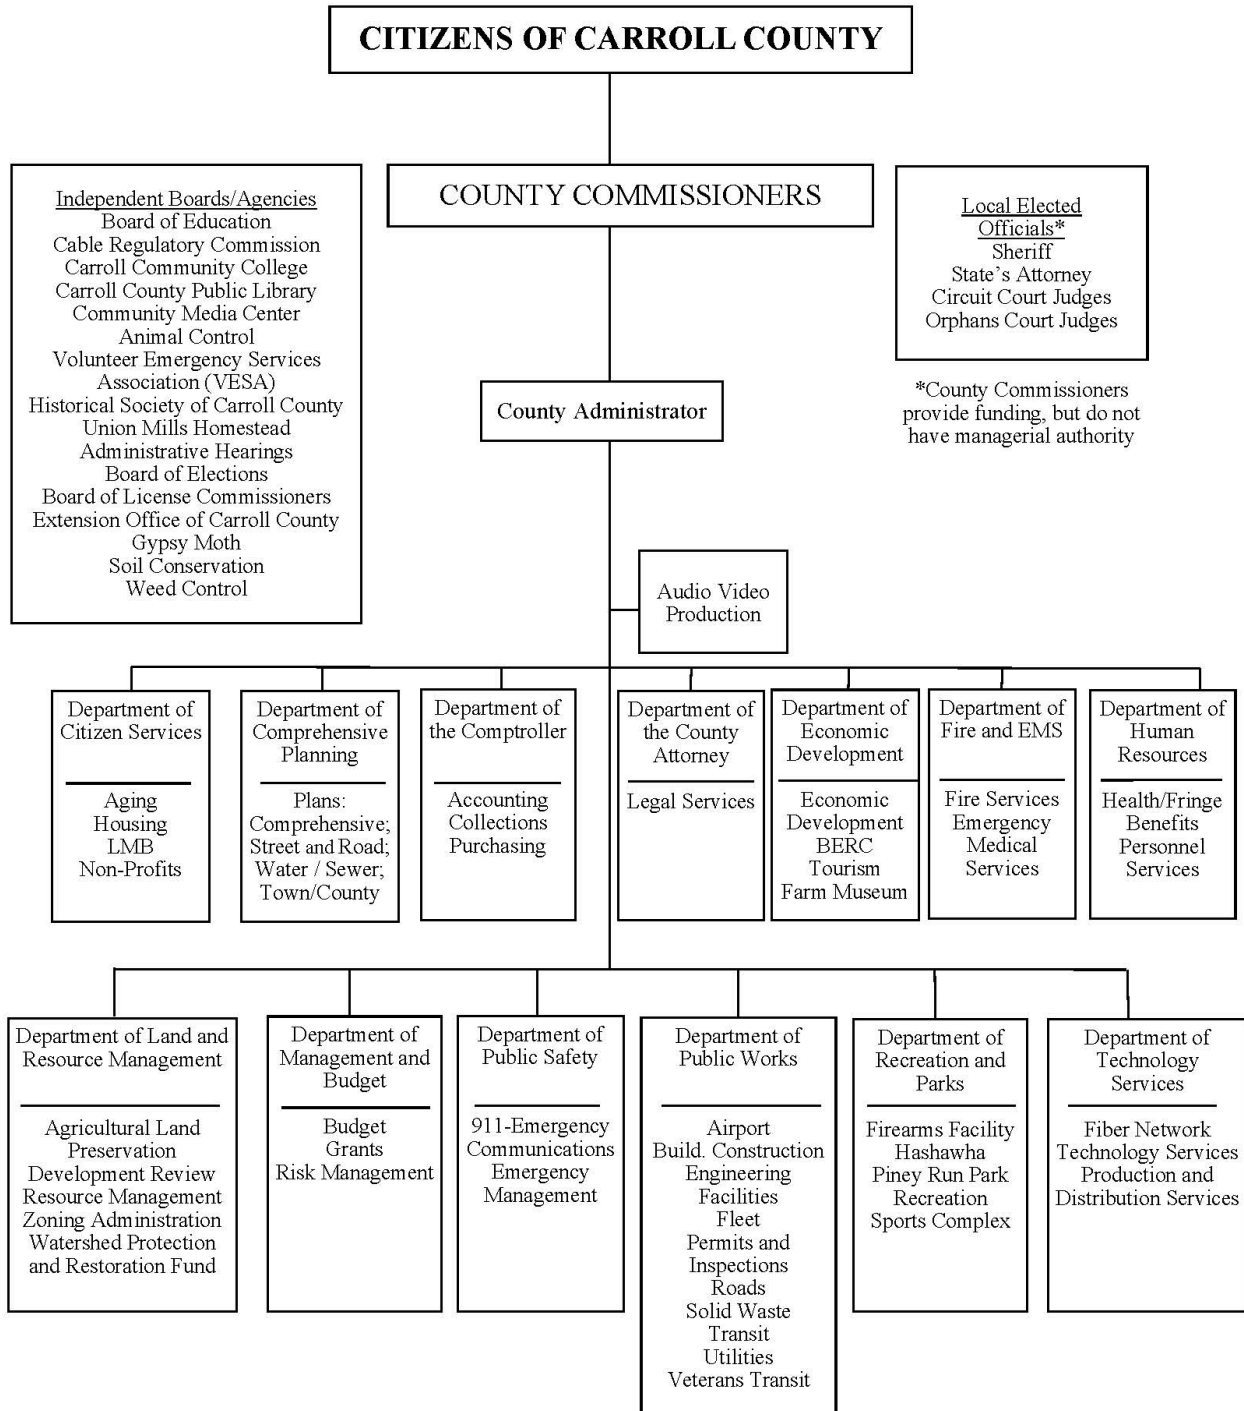 CITIZENS OF CARROLL COUNTY
COUNTY COMMISSIONERS
Independent Boards/Agencies
Board of Education
Cable Regulatory Commission
Carroll Community College
Carroll County Public Library
Community Media Center
Animal Control
Volunteer Emergency Services
Association (VESA)
Historical Society of Carroll County
Union Mills Homestead
Administrative Hearings
Board of Elections
Board of License Commissioners
Extension Office of Carroll County
Gypsy Moth
Soil Conservation
Weed Control
Local Elected
Officials*
Sheriff
State's Attorney
Circuit Court Judges
Orphans Court Judges
*County Commissioners
provide funding, but do not
have managerial authority
County Administrator
Audio Video
Production
Department of
Citizen Services
Aging
Housing
LMB
Non-Profits
Department of
Comprehensive
Planning
Plans:
Comprehensive;
Street and Road;
Water / Sewer;
Town/County
Department of
the Comptroller
Accounting
Collections
Purchasing
Department of
the County
Attorney
Legal Services
Department of
Economic
Development
Economic
Development
BERC
Tourism
Farm Museum
Department of
Fire and EMS
Fire Services
Emergency
Medical
Services
Department of
Human
Resources
Health/Fringe
Benefits
Personnel
Services
Department of Land and
Resource Management
Agricultural Land
Preservation
Development Review
Resource Management
Zoning Administration
Watershed Protection
and Restoration Fund
Department of
Management and
Budget
Budget
Grants
Risk Management
Department of
Public Safety
911-Emergency
Communications
Emergency
Management
Department of
Public Works
Airport
Build. Construction
Engineering
Facilities
Fleet
Permits and
Inspections
Roads
Solid Waste
Transit
Utilities
Veterans Transit
Department of
Recreation and
Parks
Firearms Facility
Hashawha
Piney Run Park
Recreation
Sports Complex
Department of
Technology
Services
Fiber Network
Technology Services
Production and
Distribution Services